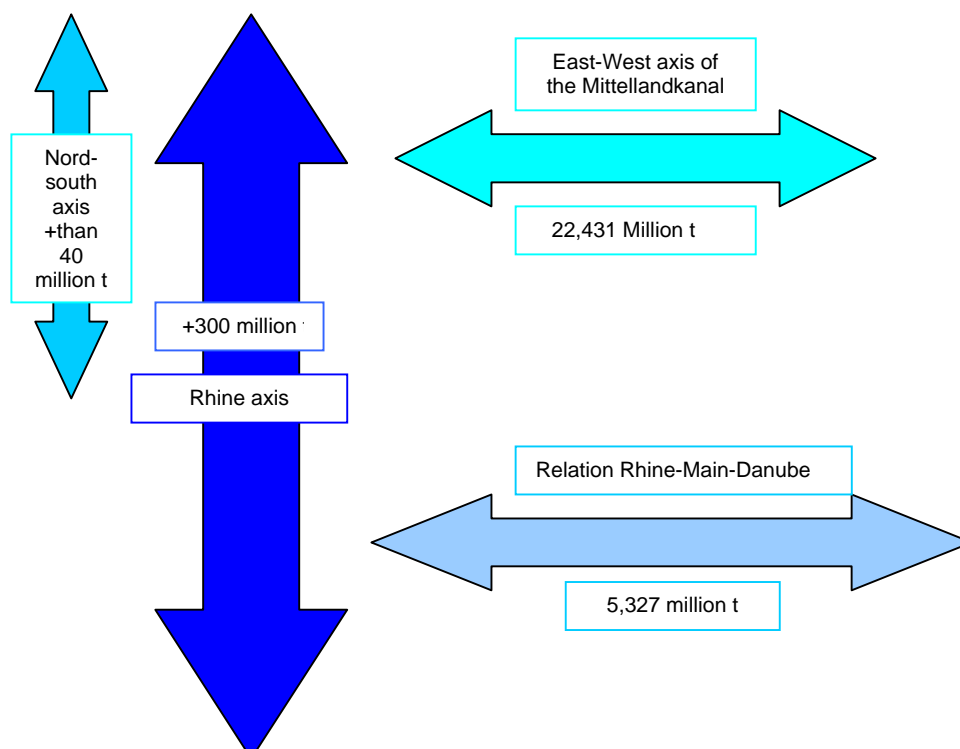 East-West axis of
the Mittellandkanal
Nord-
south
axis
+than
40
million t
22,431 Million t
+300 million
Rhine axis
Relation Rhine-Main-Danube
5,327 million t